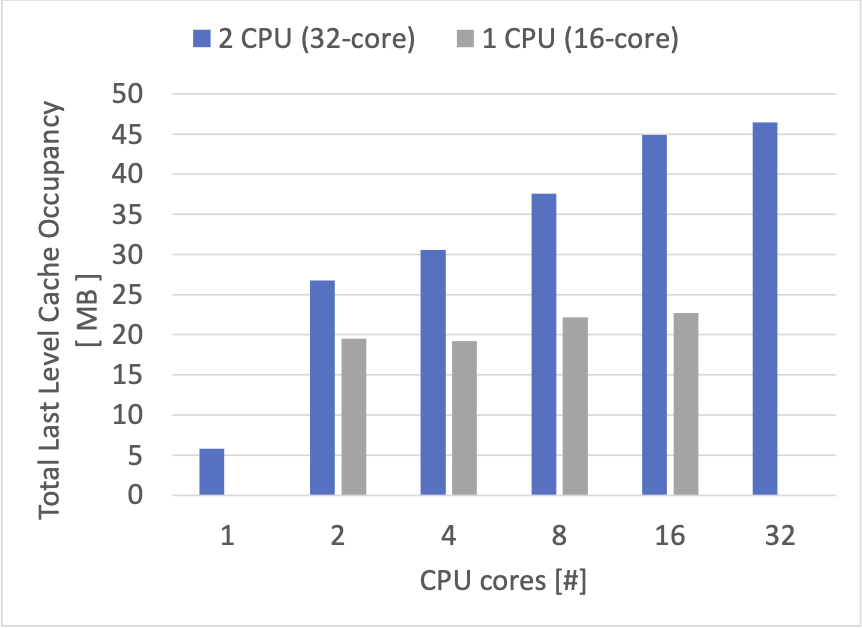 2 CPU (32-core) 1 CPU (16-core)
Total Last Level Cache Occupancy
[ MB ]
50
45
40
35
30
25
20
15
10
5
0
1 2 4 8 16 32
CPU cores [#]